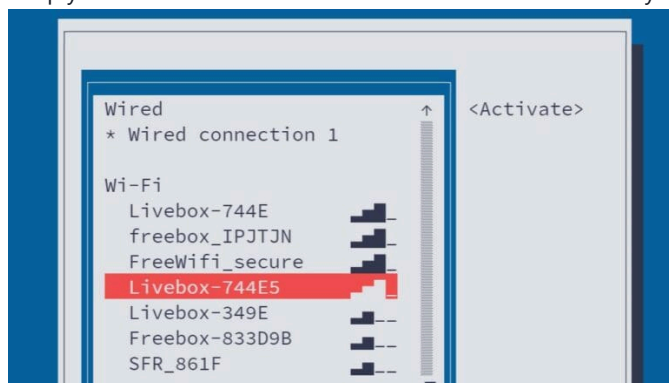 Wired
<Activate>
* Wired connection 1
Wi-Fi
Livebox-744E
freebox_IPJTJN
FreeWifi_secure
Livebox-744E5
Livebox-349E
Freebox-833D9B
SFR_861F